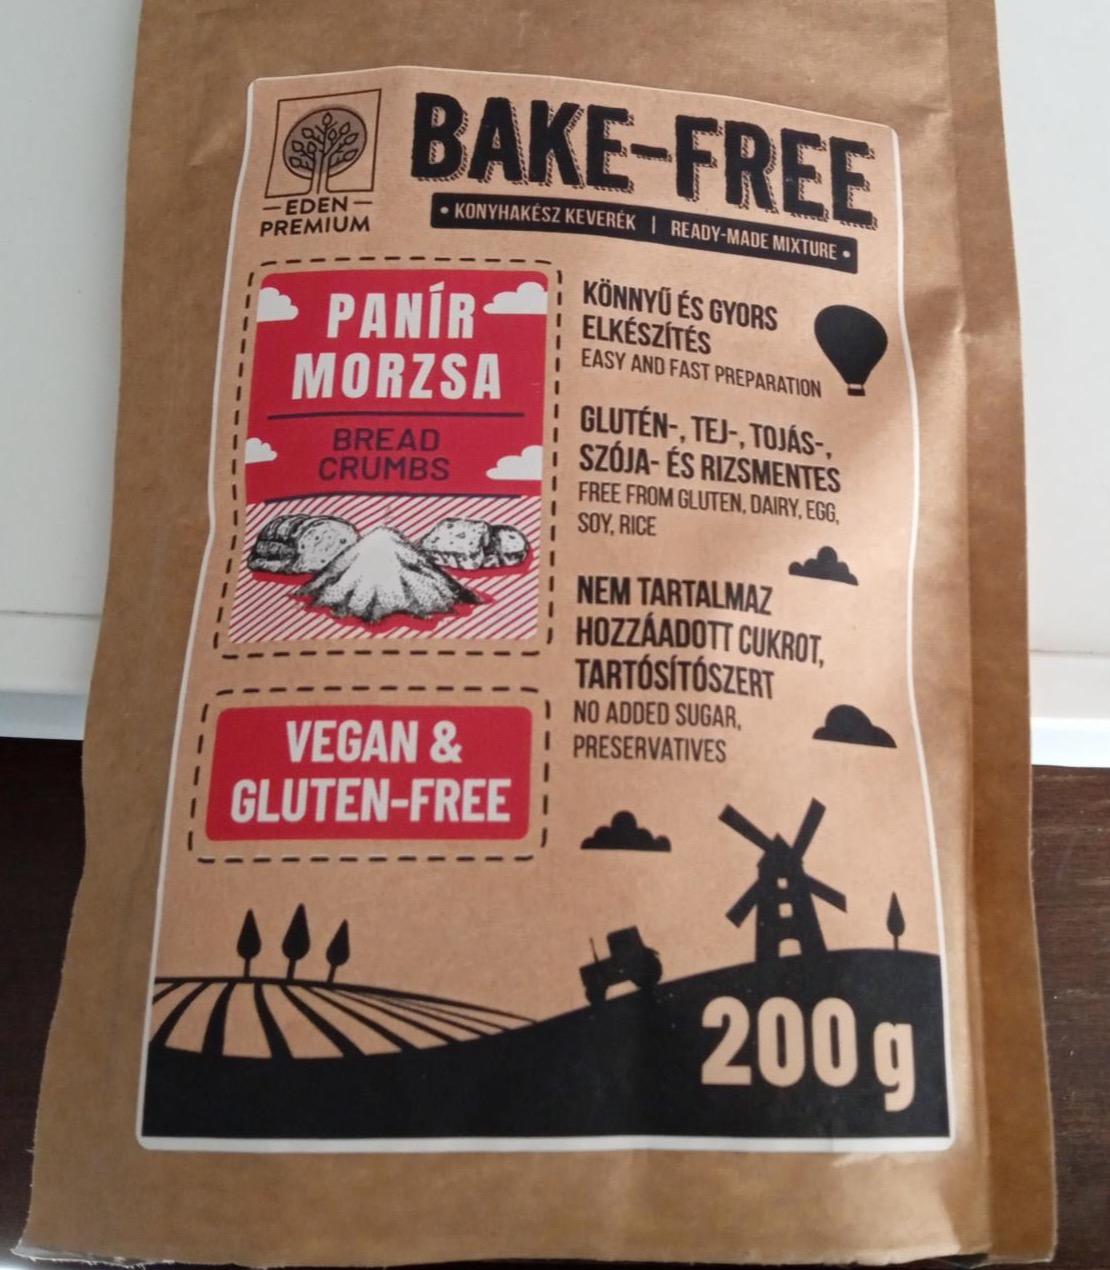 EDEN
PREMIUM
BAKE-FREE
• KONYHAKÉSZ KEVERÉK | READY-MADE MIXTURE •
PANÍR
MORZSA
BREAD
CRUMBS
VEGAN &
GLUTEN-FREE
KÖNNYŰ ÉS GYORS
ELKÉSZÍTÉS
EASY AND FAST PREPARATION
GLUTÉN-, TEJ-, TOJÁS-,
SZÓJA- ÉS RIZSMENTES
FREE FROM GLUTEN, DAIRY, EGG,
SOY, RICE
NEM TARTALMAZ
HOZZÁADOTT CUKROT,
TARTÓSÍTÓSZERT
NO ADDED SUGAR,
PRESERVATIVES
200 g